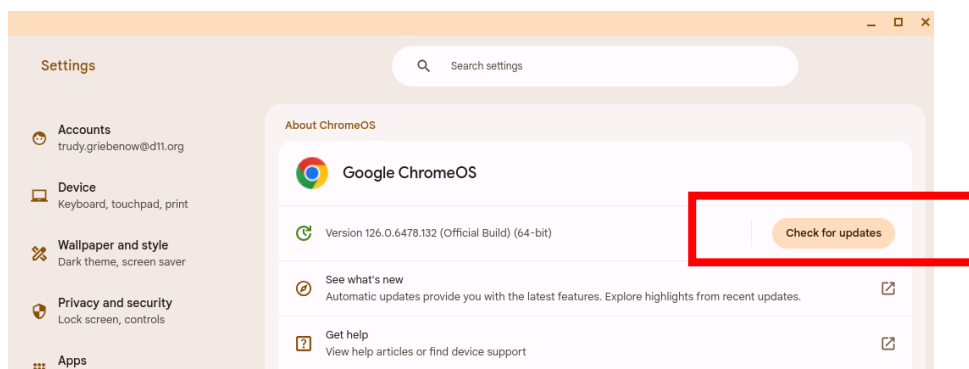 Settings
Search settings
Accounts
trudy.griebenow@d11.org
Device
Keyboard, touchpad, print
Wallpaper and style
Dark theme, screen saver
Privacy and security
Lock screen, controls
Apps
About ChromeOS
Google ChromeOS
Version 126.0.6478.132 (Official Build) (64-bit)
Check for updates
See what's new
Automatic updates provide you with the latest features. Explore highlights from recent updates.
Get help
View help articles or find device support